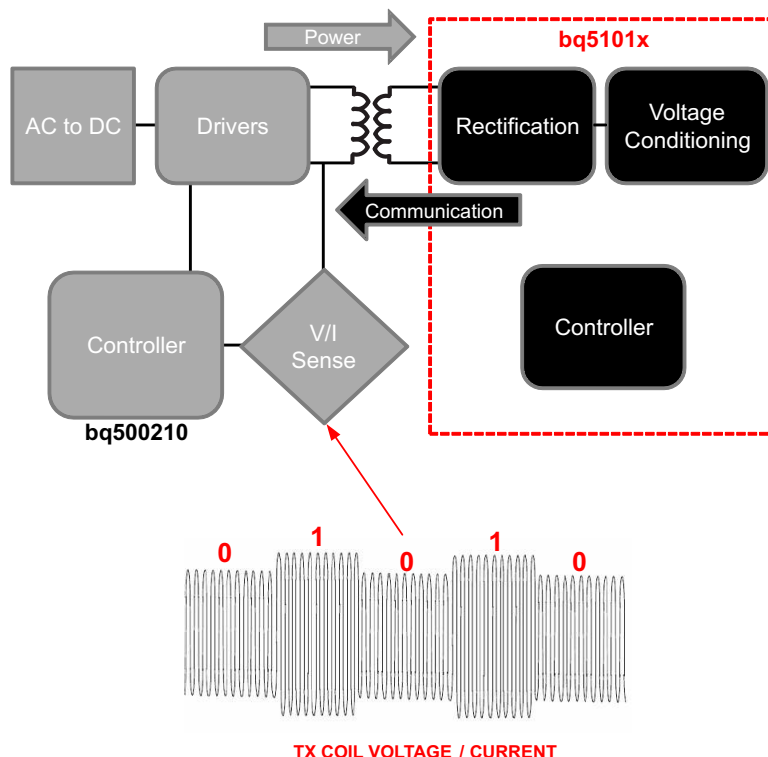 Power
bq5101x
AC to DC
Drivers
Rectification
Voltage
Conditioning
Communication
Controller
V/I
Sense
Controller
bq500210
0
1
0
1
0
TX COIL VOLTAGE / CURRENT